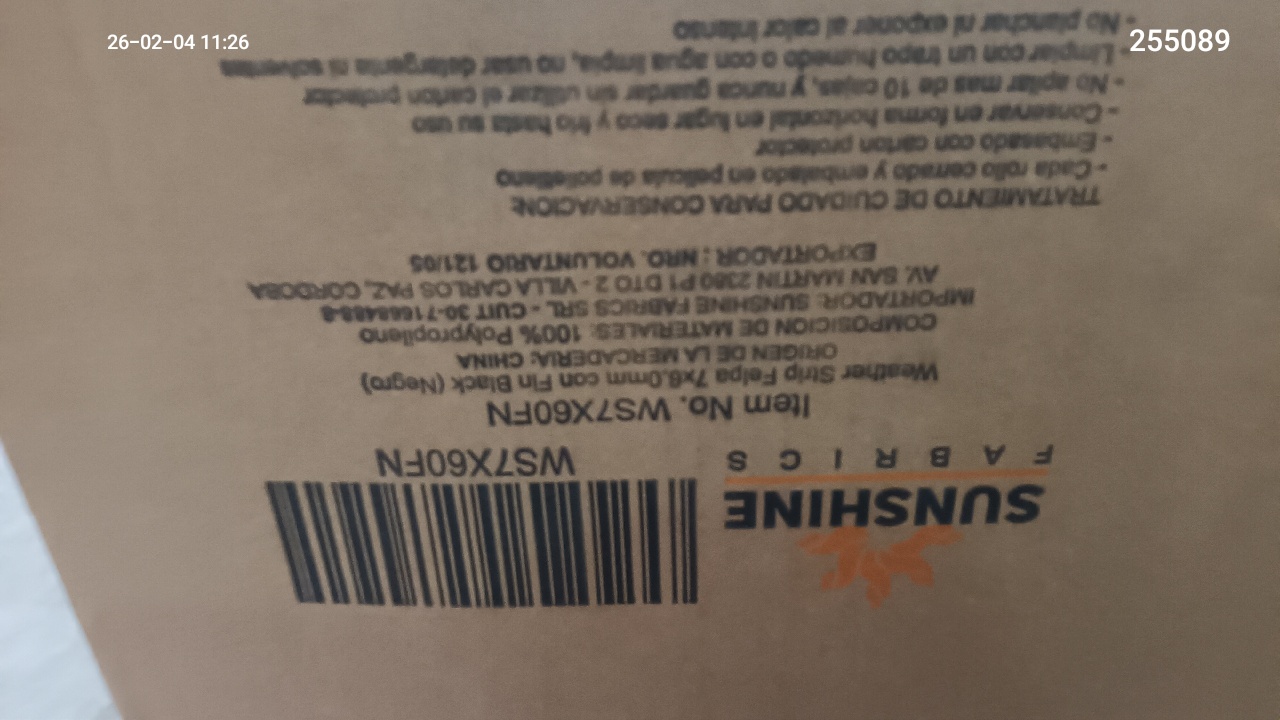 26-02-04 11:26
255089
SUNSHINE
FABRICS
WS7X60FN
Item No. WS7X60FN
Weather Strip Felpa 7x6.0mm con Fin Black (Negro)
ORIGEN DE LA MERCADERIA: CHINA
COMPOSICION DE MATERIALES: 100% Polypropileno
IMPORTADOR: SUNSHINE FABRICS SRL - CUIT 30-71668488-8
AV. SAN MARTIN 2380 P1 DTO 2 - VILLA CARLOS PAZ, CORDOBA
EXPORTADOR: NRO. VOLUNTARIO 121/05
TRATAMIENTO DE CUIDADO PARA CONSERVACION:
- Cada rollo cerrado y embalado en pelicula de polietileno
- Embasado con carton protector
- Conservar en forma horizontal en lugar seco y frio hasta su uso
- No apilar mas de 10 cajas, y nunca guardar sin utilizar el carton protector
- Limpiar con un trapo humedo o con agua limpia, no usar detergente ni solventes
- No planchar ni exponer al calor intenso